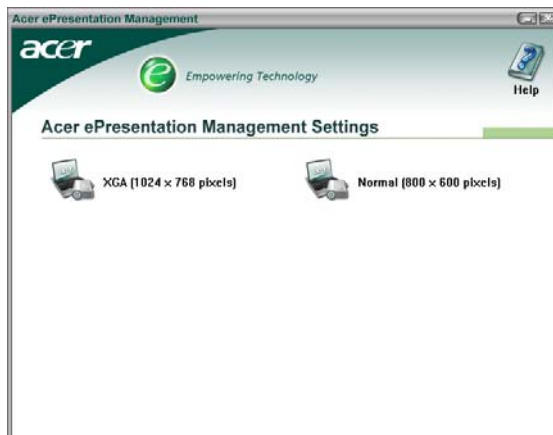 Acer ePresentation Management
acer
e
Empowering Technology
Help
Acer ePresentation Management Settings
XGA (1024 x 768 pixels)
Normal (800 x 600 pixels)